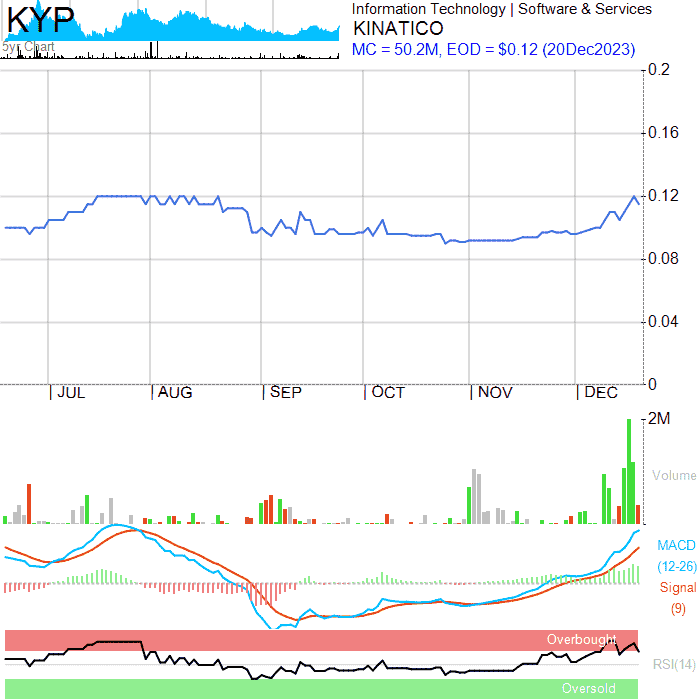 KYP
5yr Chart
Information Technology | Software & Services
KINATICO
MC = 50.2M, EOD = $0.12 (20Dec2023)
0.2
0.16
0.12
0.08
0.04
0
JUL
AUG
SEP
OCT
NOV
DEC
2M
Volume
MACD
(12-26)
Signal
(9)
Overbought
RSI(14)
Oversold